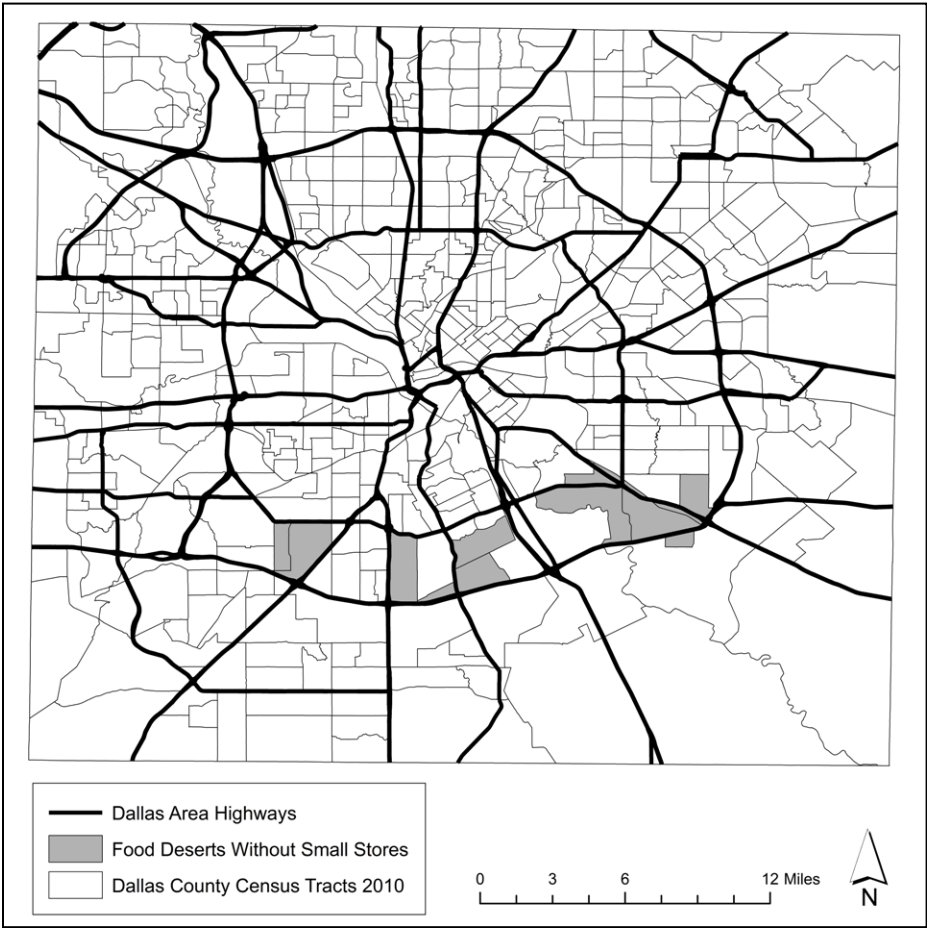 Dallas Area Highways
Food Deserts Without Small Stores
Dallas County Census Tracts 2010
0 3 6 12 Miles
N